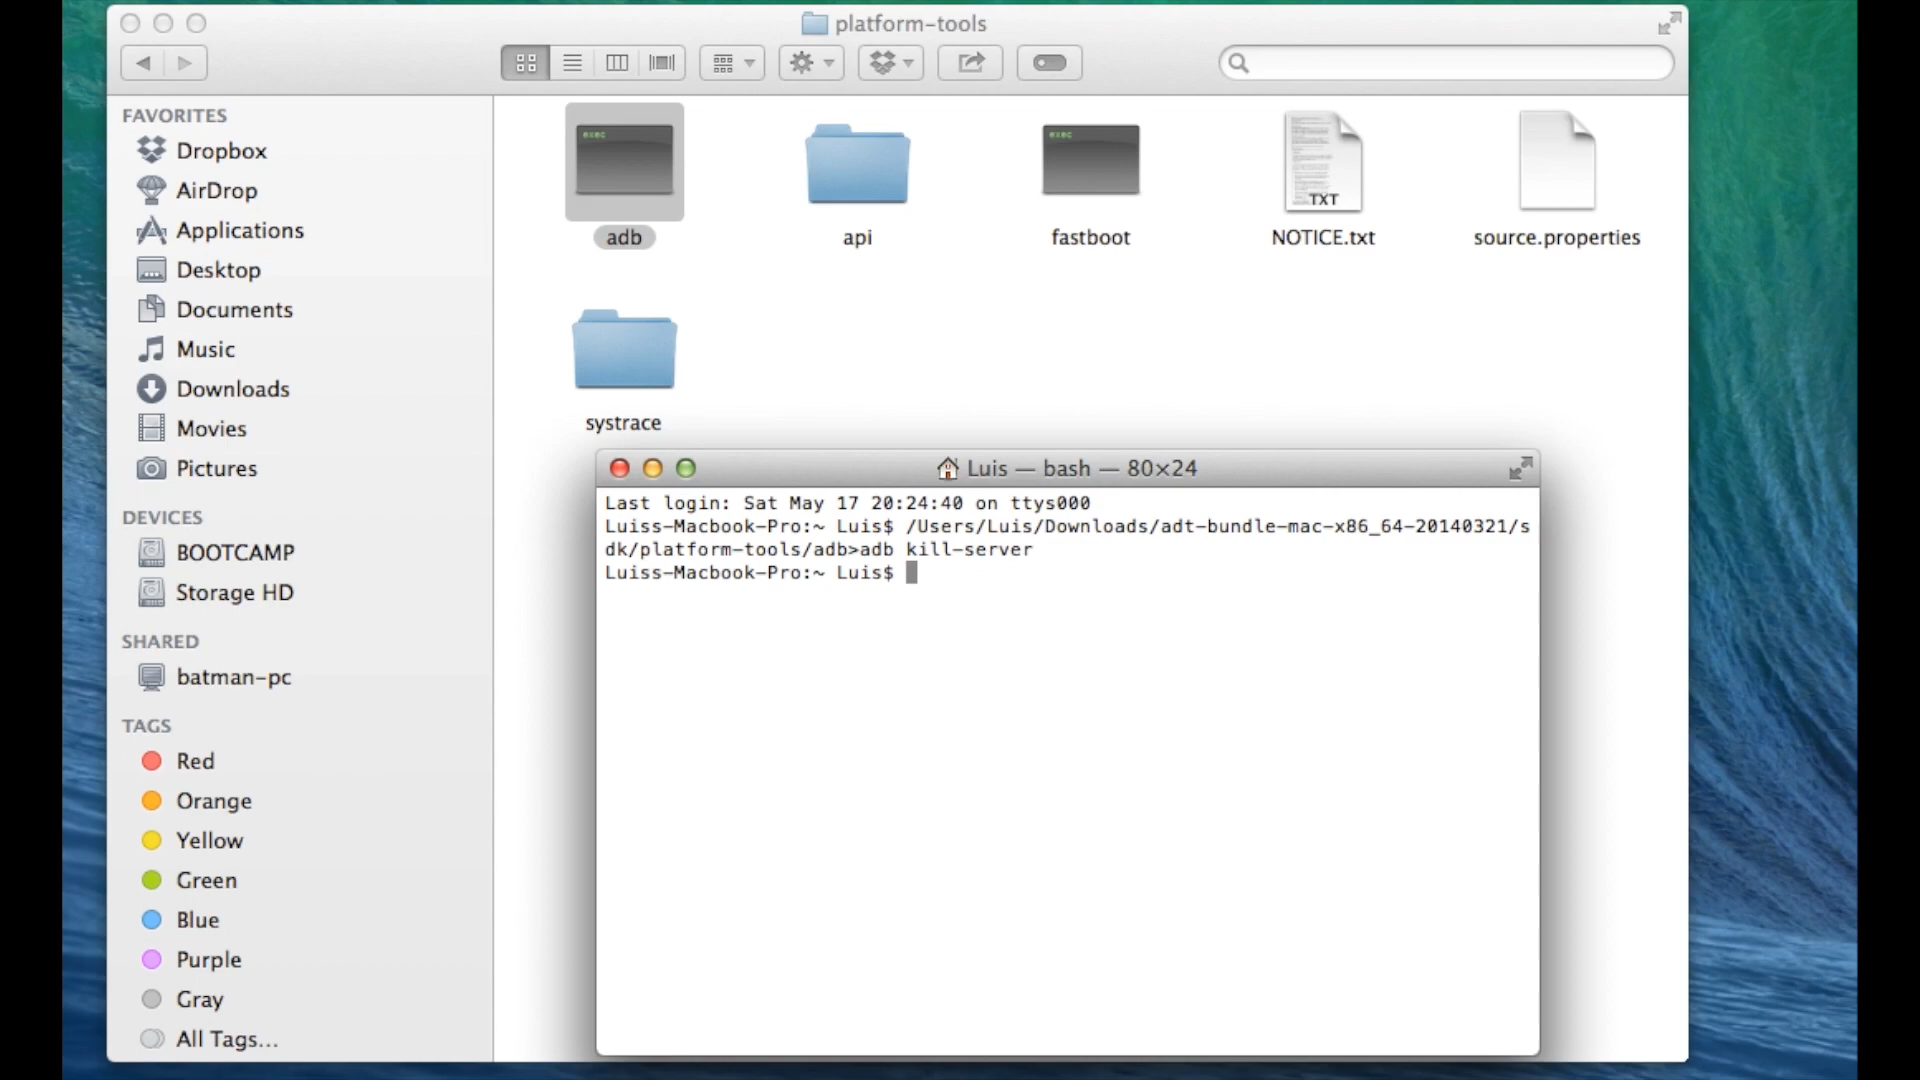 platform-tools
FAVORITES
Dropbox
AirDrop
Applications
Desktop
Documents
Music
Downloads
Movies
Pictures
DEVICES
BOOTCAMP
Storage HD
SHARED
batman-pc
TAGS
Red
Orange
Yellow
Green
Blue
Purple
Gray
All Tags...
exec
adb
api
exec
fastboot
TXT
NOTICE.txt
source.properties
systrace
Luis — bash — 80×24
Last login: Sat May 17 20:24:40 on ttys000
Luiss-Macbook-Pro:~ Luis$ /Users/Luis/Downloads/adt-bundle-mac-x86_64-20140321/s
dk/platform-tools/adb>adb kill-server
Luiss-Macbook-Pro:~ Luis$